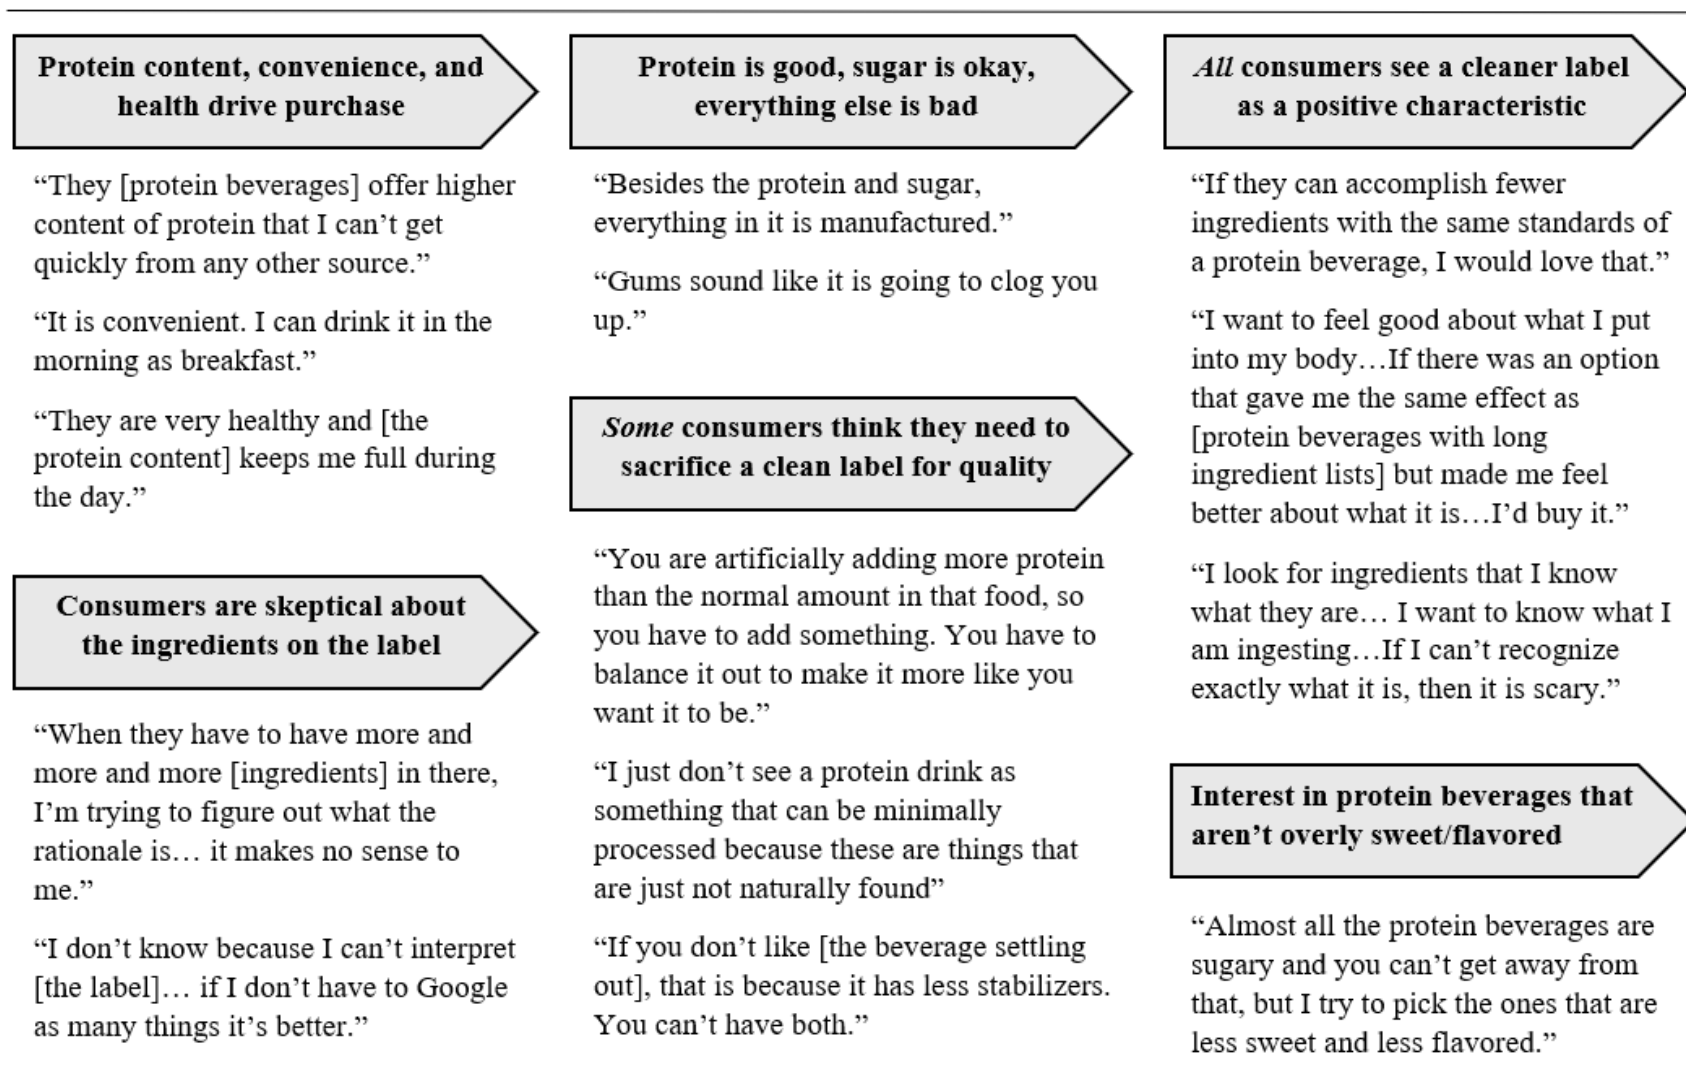 Protein content, convenience, and
health drive purchase
“They [protein beverages] offer higher
content of protein that I can’t get
quickly from any other source.”
“It is convenient. I can drink it in the
morning as breakfast.”
“They are very healthy and [the
protein content] keeps me full during
the day.”
Consumers are skeptical about
the ingredients on the label
“When they have to have more and
more and more [ingredients] in there,
I’m trying to figure out what the
rationale is… it makes no sense to
me.”
“I don’t know because I can’t interpret
[the label]… if I don’t have to Google
as many things it’s better.”
Protein is good, sugar is okay,
everything else is bad
“Besides the protein and sugar,
everything in it is manufactured.”
“Gums sound like it is going to clog you
up.”
Some consumers think they need to
sacrifice a clean label for quality
“You are artificially adding more protein
than the normal amount in that food, so
you have to add something. You have to
balance it out to make it more like you
want it to be.”
“I just don’t see a protein drink as
something that can be minimally
processed because these are things that
are just not naturally found”
“If you don’t like [the beverage settling
out], that is because it has less stabilizers.
You can’t have both.”
All consumers see a cleaner label
as a positive characteristic
“If they can accomplish fewer
ingredients with the same standards of
a protein beverage, I would love that.”
“I want to feel good about what I put
into my body…If there was an option
that gave me the same effect as
[protein beverages with long
ingredient lists] but made me feel
better about what it is…I’d buy it.”
“I look for ingredients that I know
what they are… I want to know what I
am ingesting…If I can’t recognize
exactly what it is, then it is scary.”
Interest in protein beverages that
aren’t overly sweet/flavored
“Almost all the protein beverages are
sugary and you can’t get away from
that, but I try to pick the ones that are
less sweet and less flavored.”